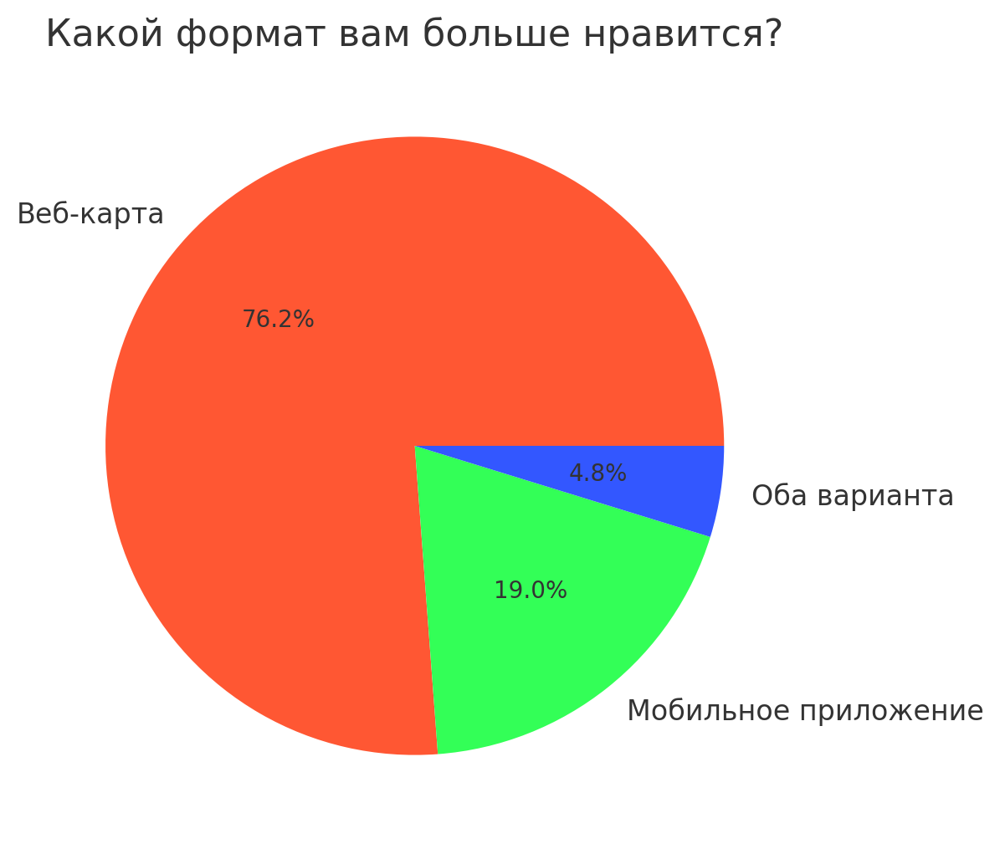 Какой формат вам больше нравится?
Веб-карта
76.2%
4.8%
Оба варианта
19.0%
Мобильное приложение